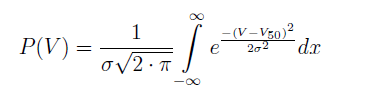 P(V) = \frac{1}{\sigma\sqrt{2 \cdot \pi}} \int_{-\infty}^{\infty} e^{\frac{-(V-V_{50})^2}{2\sigma^2}} dx